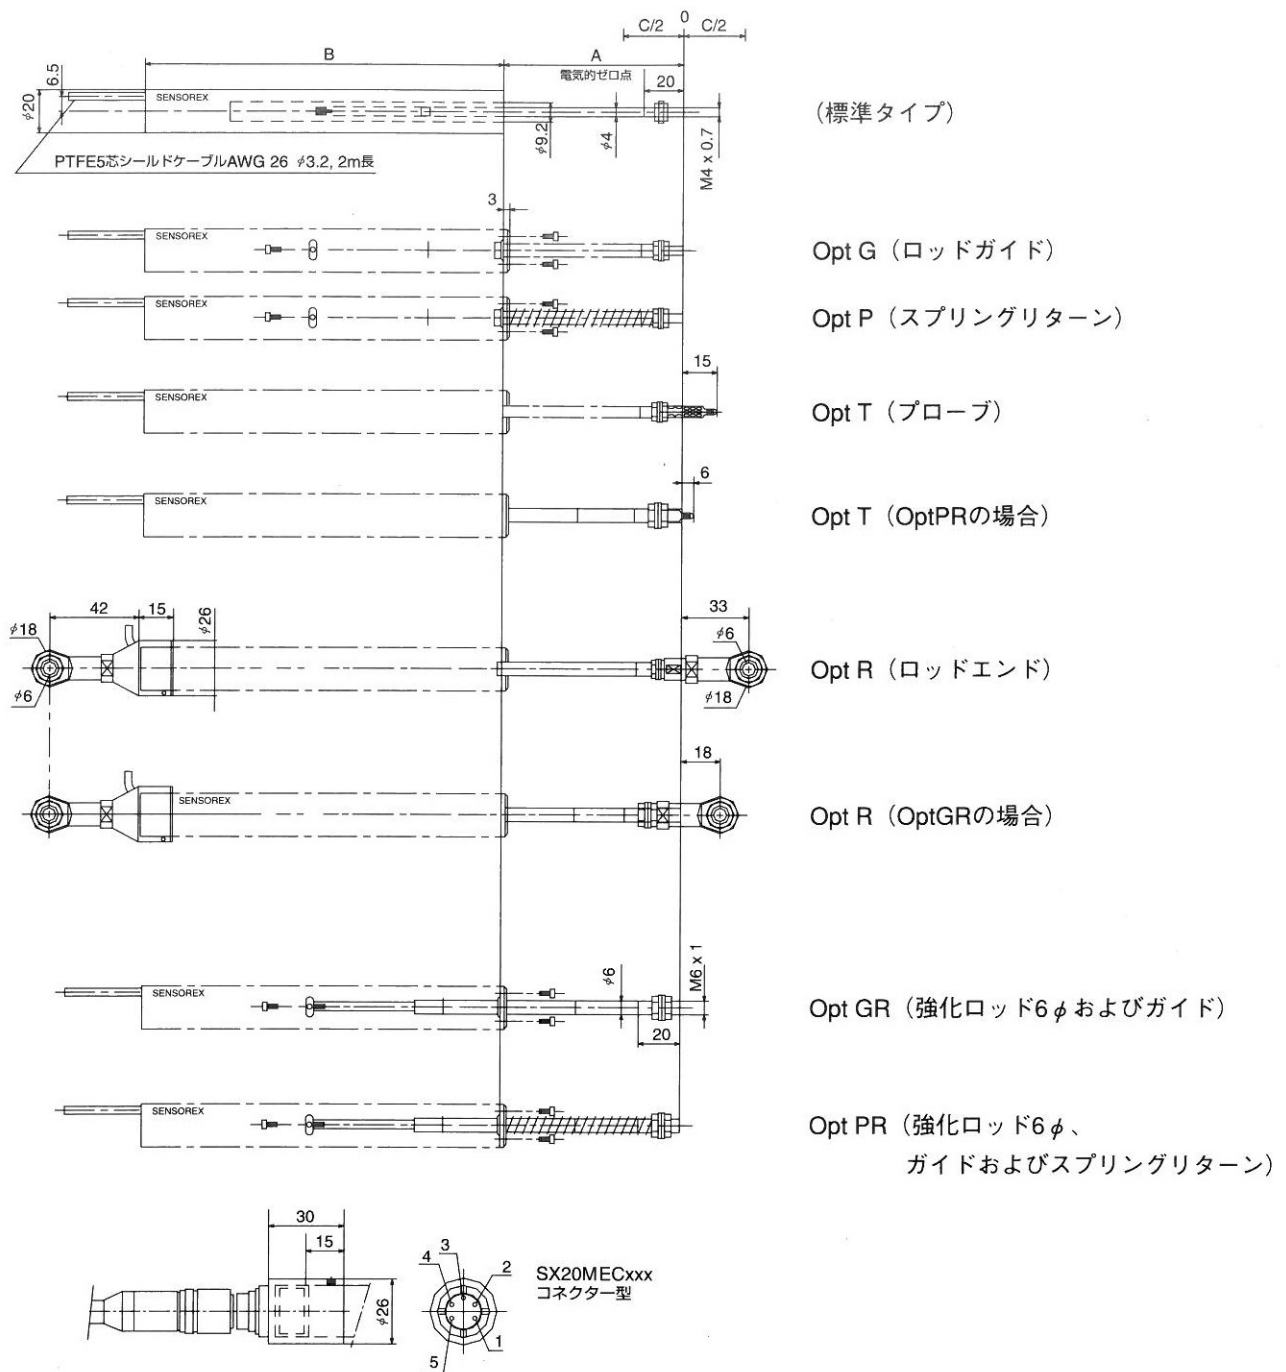 0
C/2 C/2
B
A
電気的ゼロ点
20
6.5
φ20
SENSOREX
φ9.2
φ4
M4 x 0.7
(標準タイプ)
PTFE5芯シールドケーブルAWG 26 φ3.2, 2m長
3
SENSOREX
Opt G(ロッドガイド)
SENSOREX
Opt P(スプリングリターン)
15
SENSOREX
Opt T(プローブ)
6
SENSOREX
Opt T(OptPRの場合)
42
15
φ26
33
φ18
φ6
φ6
φ18
Opt R(ロッドエンド)
18
SENSOREX
Opt R(OptGRの場合)
SENSOREX
φ6
M6 x 1
20
Opt GR(強化ロッド6φおよびガイド)
SENSOREX
Opt PR(強化ロッド6φ、
ガイドおよびスプリングリターン)
30
15
φ26
3
4
2
1
5
SX20MECxxx
コネクター型